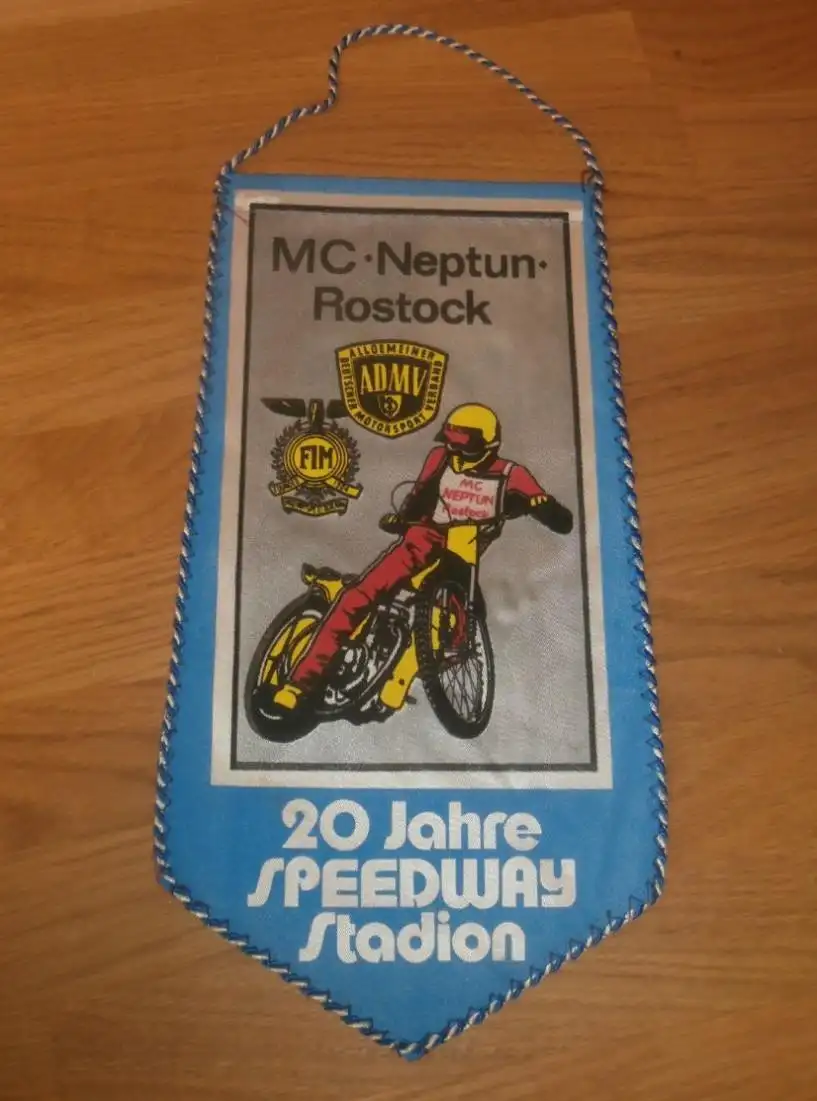 MC·Neptun·
Rostock
ALLGEMEINER
DEUTSCHER MOTORSPORT VERBAND
ADMV
FIM
MC
NEPTUN
Rostock
20 Jahre
SPEEDWAY
Stadion